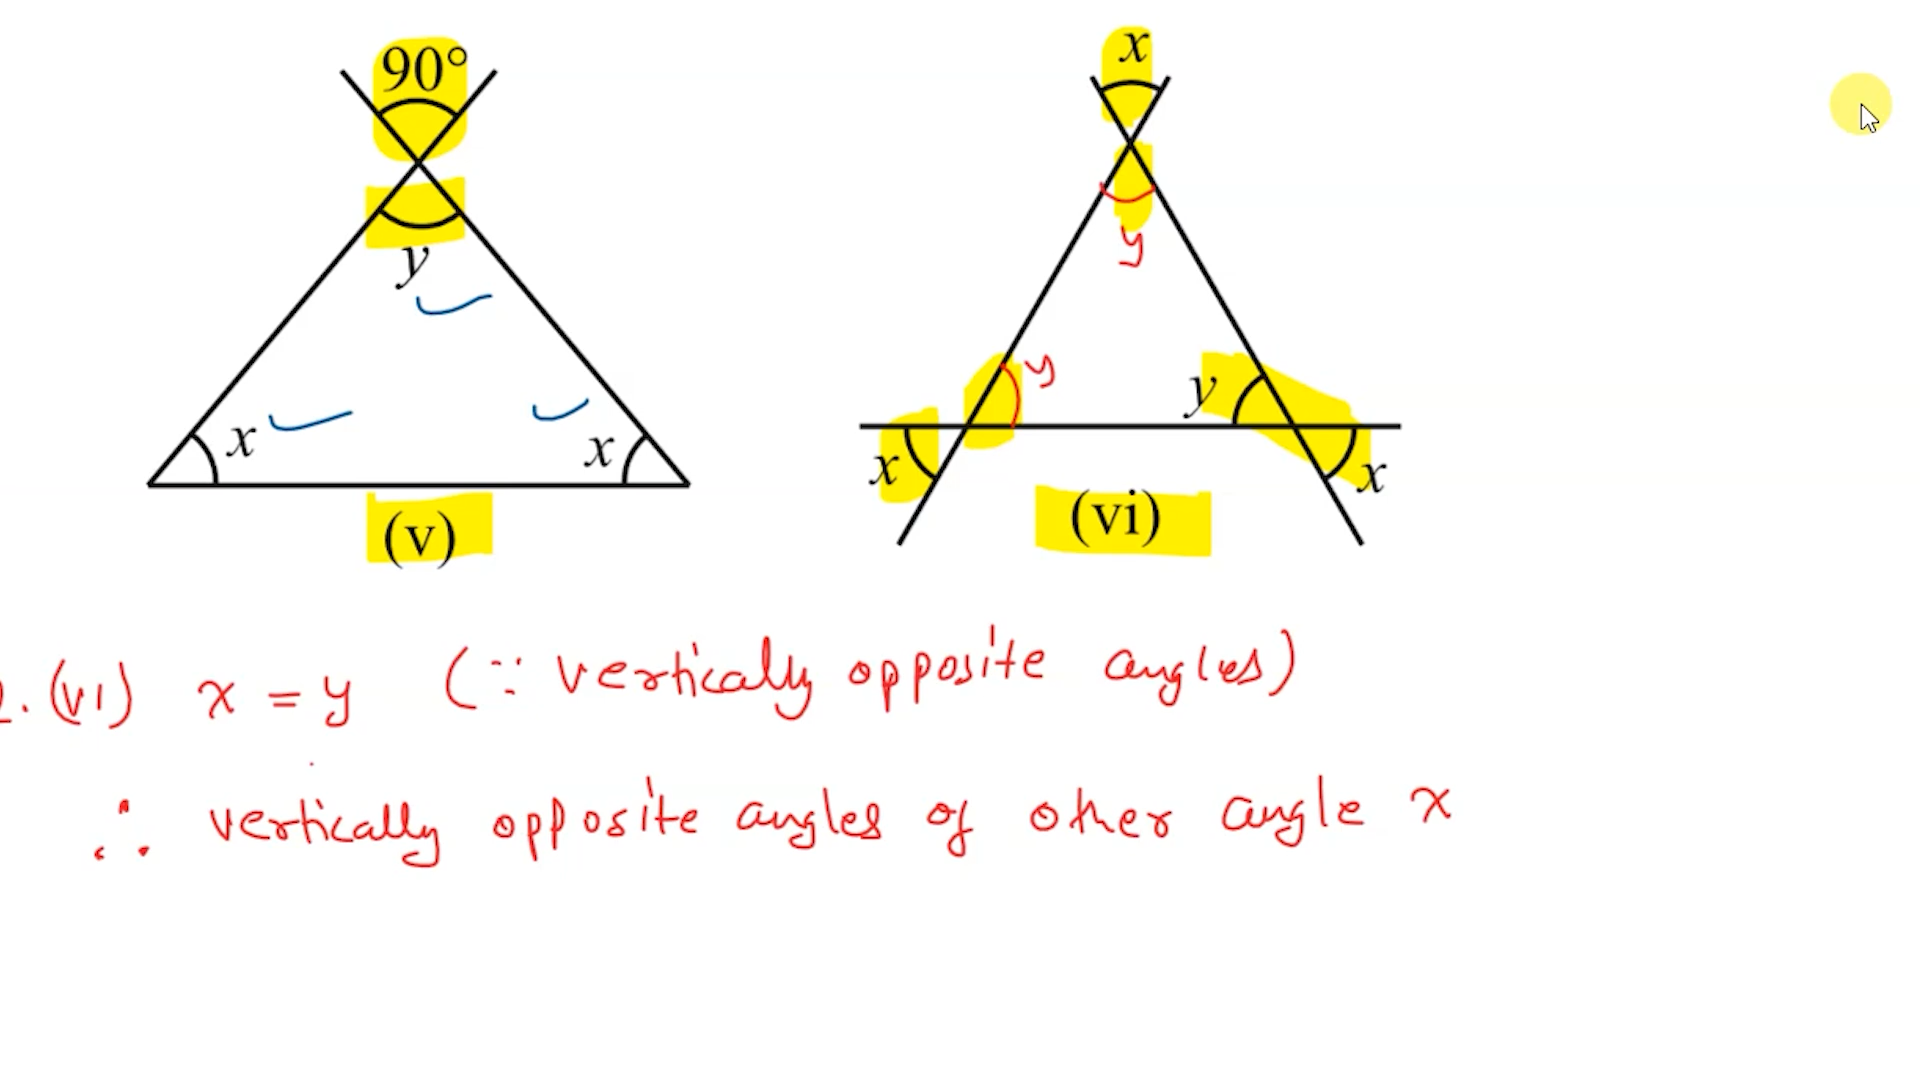 90°
x
y
y
y
y
x
x
x
x
(v)
(vi)
(vi) x = y (∵ vertically opposite angles)
∴ vertically opposite angles of other angle x